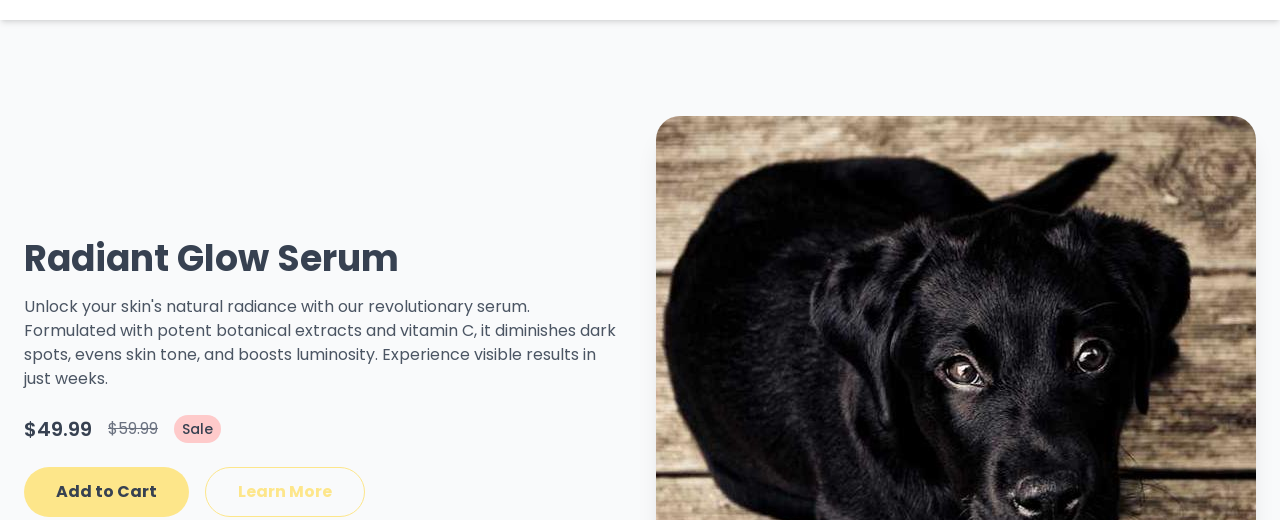 Radiant Glow Serum
Unlock your skin's natural radiance with our revolutionary serum.
Formulated with potent botanical extracts and vitamin C, it diminishes dark
spots, evens skin tone, and boosts luminosity. Experience visible results in
just weeks.
$49.99 $59.99 Sale
Add to Cart Learn More